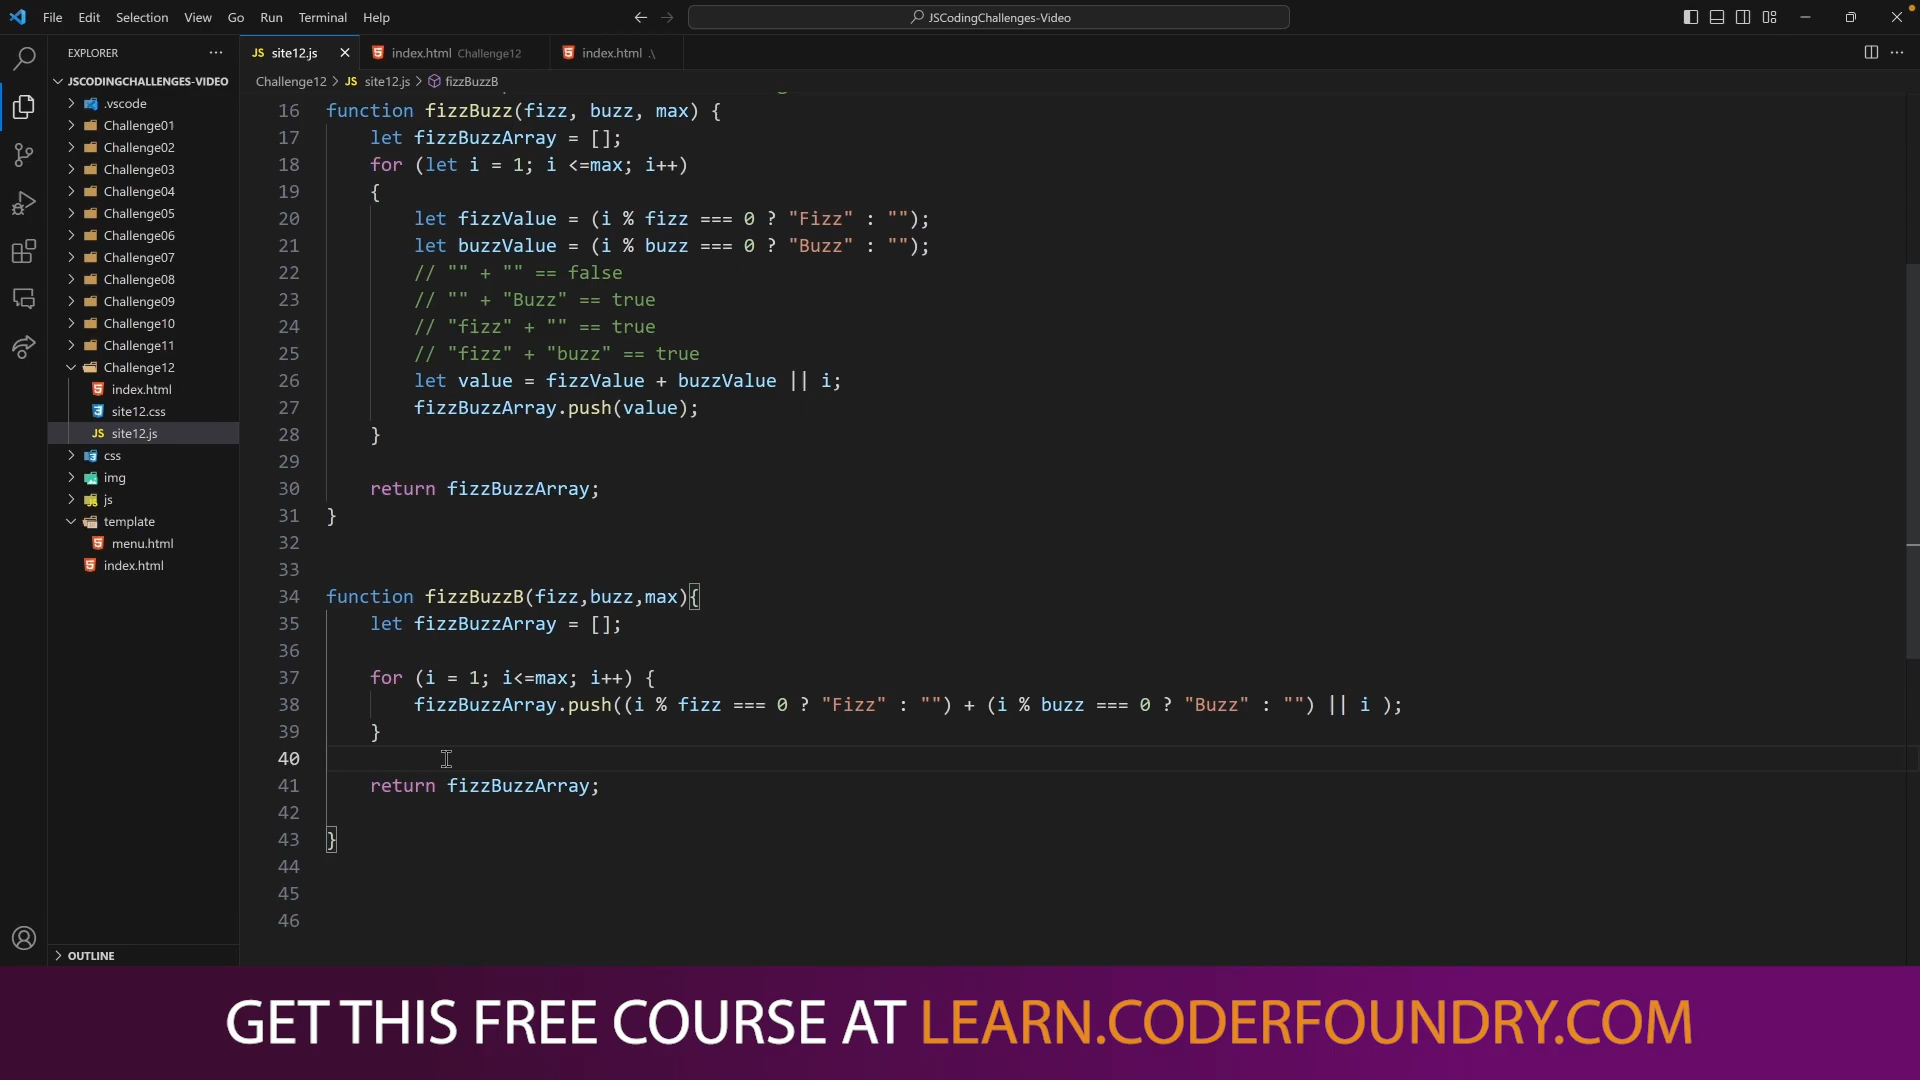 File Edit Selection View Go Run Terminal Help
JSCodingChallenges-Video
EXPLORER
JSCODINGCHALLENGES-VIDEO
.vscode
Challenge01
Challenge02
Challenge03
Challenge04
Challenge05
Challenge06
Challenge07
Challenge08
Challenge09
Challenge10
Challenge11
Challenge12
index.html
site12.css
JS site12.js
css
img
js
template
menu.html
index.html
OUTLINE
JS site12.js index.html Challenge12 index.html .\
Challenge12 > JS site12.js > fizzBuzzB
16 function fizzBuzz(fizz, buzz, max) {
17 let fizzBuzzArray = [];
18 for (let i = 1; i <=max; i++)
19 {
20 let fizzValue = (i % fizz === 0 ? "Fizz" : "");
21 let buzzValue = (i % buzz === 0 ? "Buzz" : "");
22 // "" + "" == false
23 // "" + "Buzz" == true
24 // "fizz" + "" == true
25 // "fizz" + "buzz" == true
26 let value = fizzValue + buzzValue || i;
27 fizzBuzzArray.push(value);
28 }
29
30 return fizzBuzzArray;
31 }
32
33
34 function fizzBuzzB(fizz,buzz,max){
35 let fizzBuzzArray = [];
36
37 for (i = 1; i<=max; i++) {
38 fizzBuzzArray.push((i % fizz === 0 ? "Fizz" : "") + (i % buzz === 0 ? "Buzz" : "") || i );
39 }
40
41 return fizzBuzzArray;
42
43 }
44
45
46
GET THIS FREE COURSE AT LEARN.CODERFOUNDRY.COM